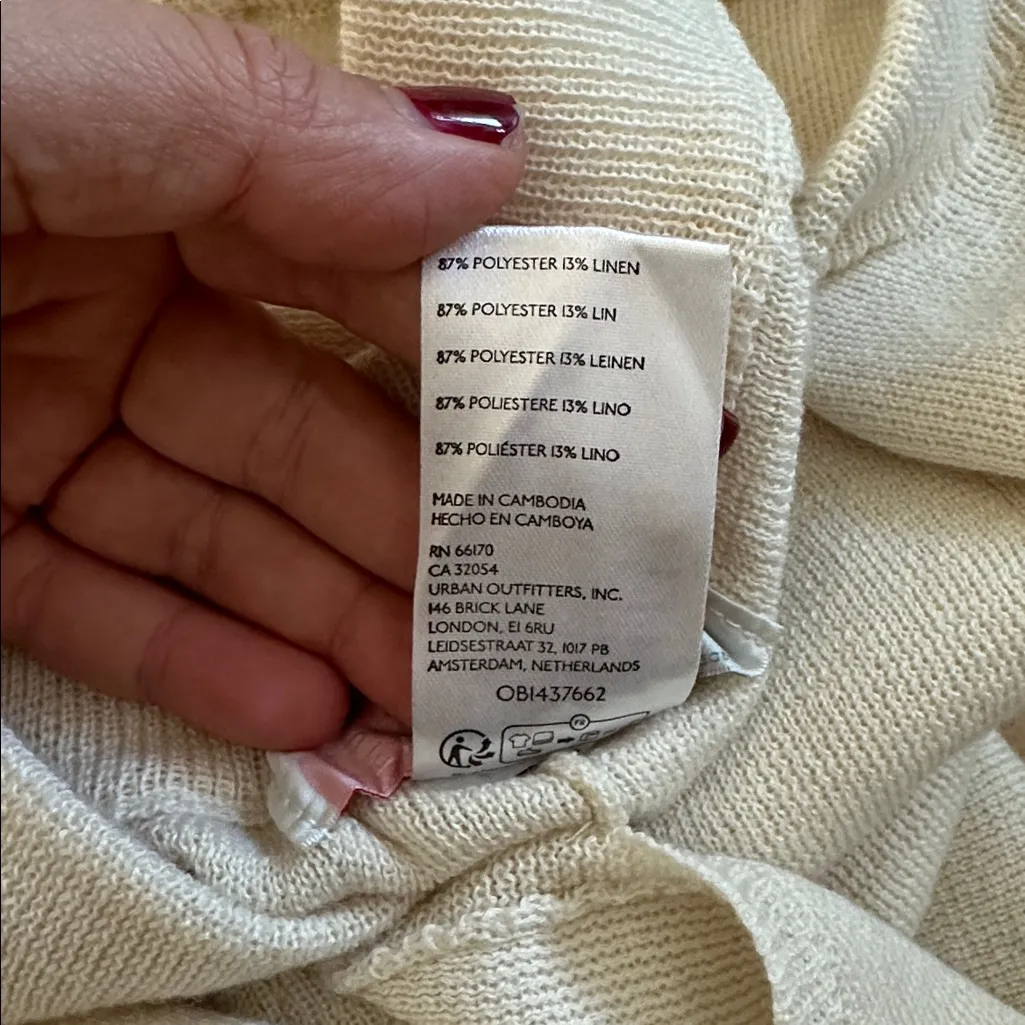 87% POLYESTER 13% LINEN
87% POLYESTER 13% LIN
87% POLYESTER 13% LEINEN
87% POLIESTERE 13% LINO
87% POLIÉSTER 13% LINO
MADE IN CAMBODIA
HECHO EN CAMBOYA
RN 66170
CA 32054
URBAN OUTFITTERS, INC.
146 BRICK LANE
LONDON, E1 6RU
LEIDSESTRAAT 32, 1017 PB
AMSTERDAM, NETHERLANDS
OB1437662
FR